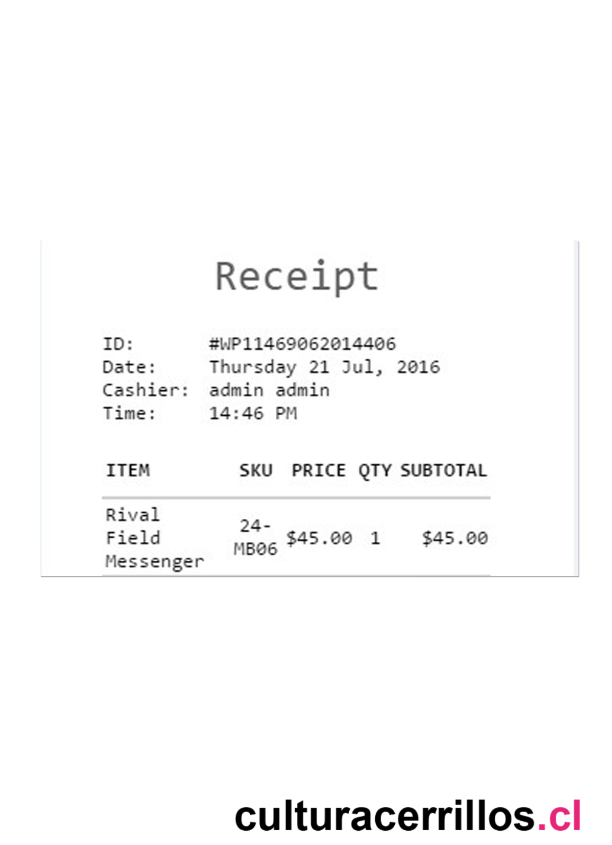 Receipt
ID: #WP11469062014406
Date: Thursday 21 Jul, 2016
Cashier: admin admin
Time: 14:46 PM
ITEM SKU PRICE QTY SUBTOTAL
Rival Field Messenger 24-MB06 $45.00 1 $45.00
culturacerrillos.cl